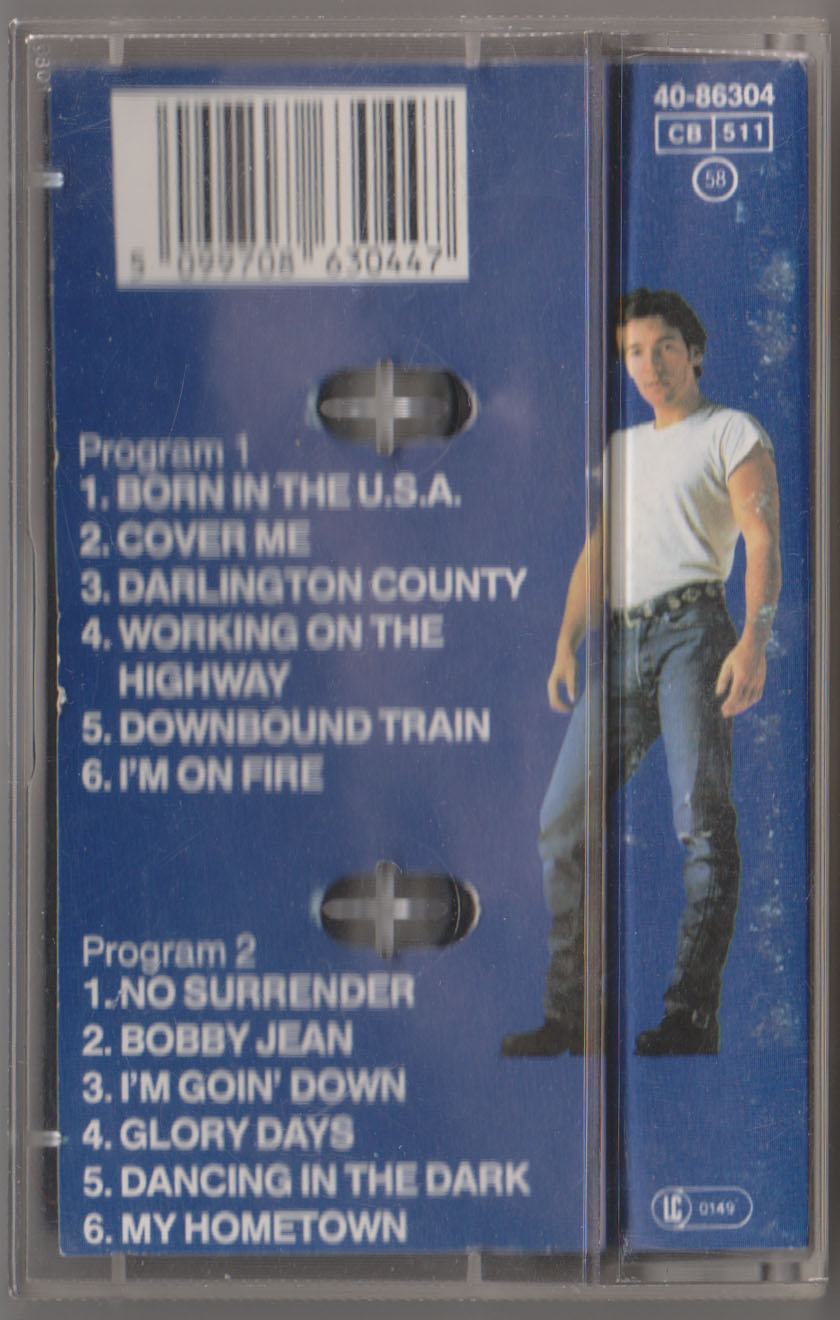 40-86304
CB 511
58
5 099708 630447
Program 1
1. BORN IN THE U.S.A.
2. COVER ME
3. DARLINGTON COUNTY
4. WORKING ON THE
HIGHWAY
5. DOWNBOUND TRAIN
6. I'M ON FIRE
Program 2
1. NO SURRENDER
2. BOBBY JEAN
3. I'M GOIN' DOWN
4. GLORY DAYS
5. DANCING IN THE DARK
6. MY HOMETOWN
LC 0149